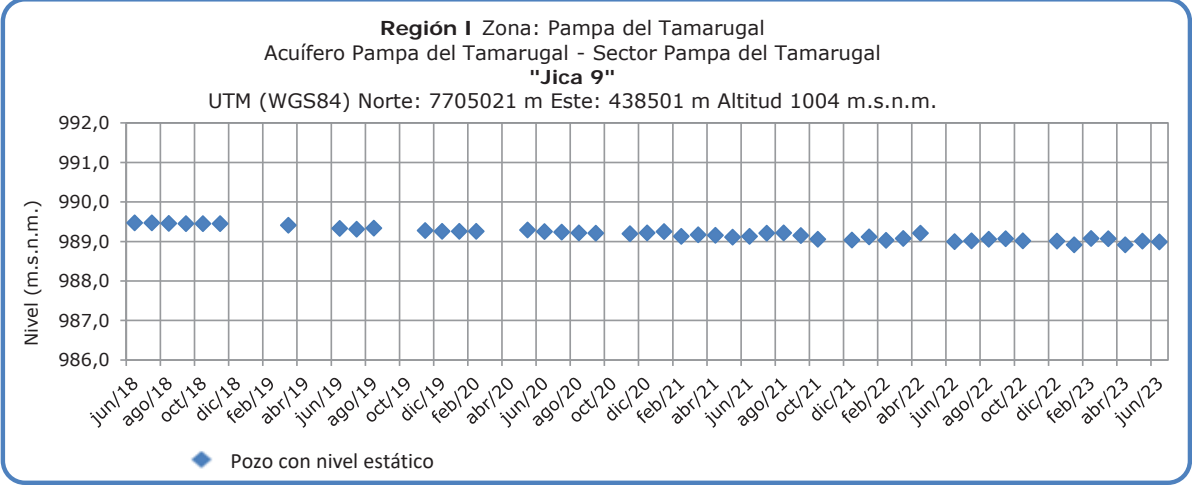 Región I Zona: Pampa del Tamarugal
Acuífero Pampa del Tamarugal - Sector Pampa del Tamarugal
"Jica 9"
UTM (WGS84) Norte: 7705021 m Este: 438501 m Altitud 1004 m.s.n.m.
Nivel (m.s.n.m.)
992,0
991,0
990,0
989,0
988,0
987,0
986,0
jun/18
ago/18
oct/18
dic/18
feb/19
abr/19
jun/19
ago/19
oct/19
dic/19
feb/20
abr/20
jun/20
ago/20
oct/20
dic/20
feb/21
abr/21
jun/21
ago/21
oct/21
dic/21
feb/22
abr/22
jun/22
ago/22
oct/22
dic/22
feb/23
abr/23
jun/23
Pozo con nivel estático